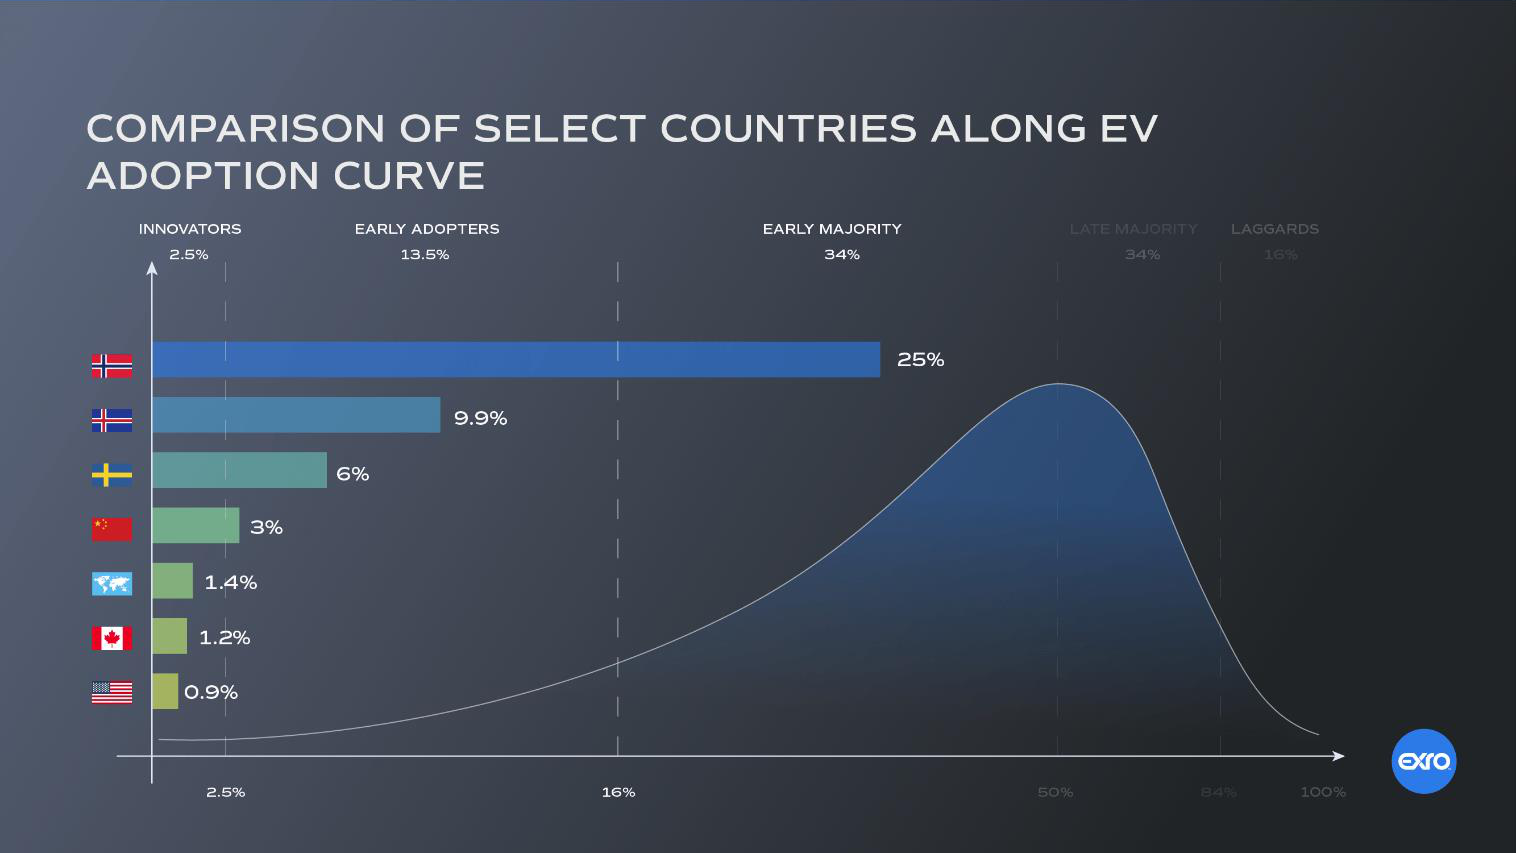 COMPARISON OF SELECT COUNTRIES ALONG EV
ADOPTION CURVE
INNOVATORS
2.5%
EARLY ADOPTERS
13.5%
EARLY MAJORITY
34%
LATE MAJORITY
34%
LAGGARDS
16%
25%
9.9%
6%
3%
1.4%
1.2%
0.9%
2.5%
16%
50%
84%
100%
exro